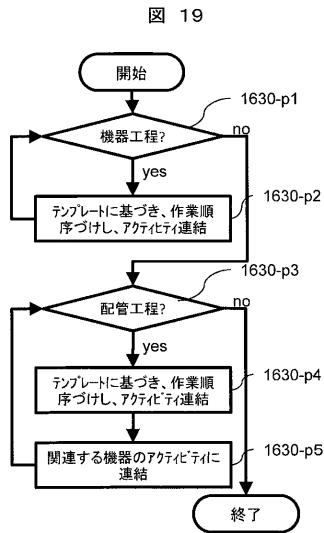 図 19
開始
1630-p1
機器工程?
no
yes
1630-p2
テンプレートに基づき、作業順
序づけし、アクティビティ連結
1630-p3
配管工程?
no
yes
テンプレートに基づき、作業順
序づけし、アクティビティ連結
1630-p4
関連する機器のアクティビティに
連結
1630-p5
終了